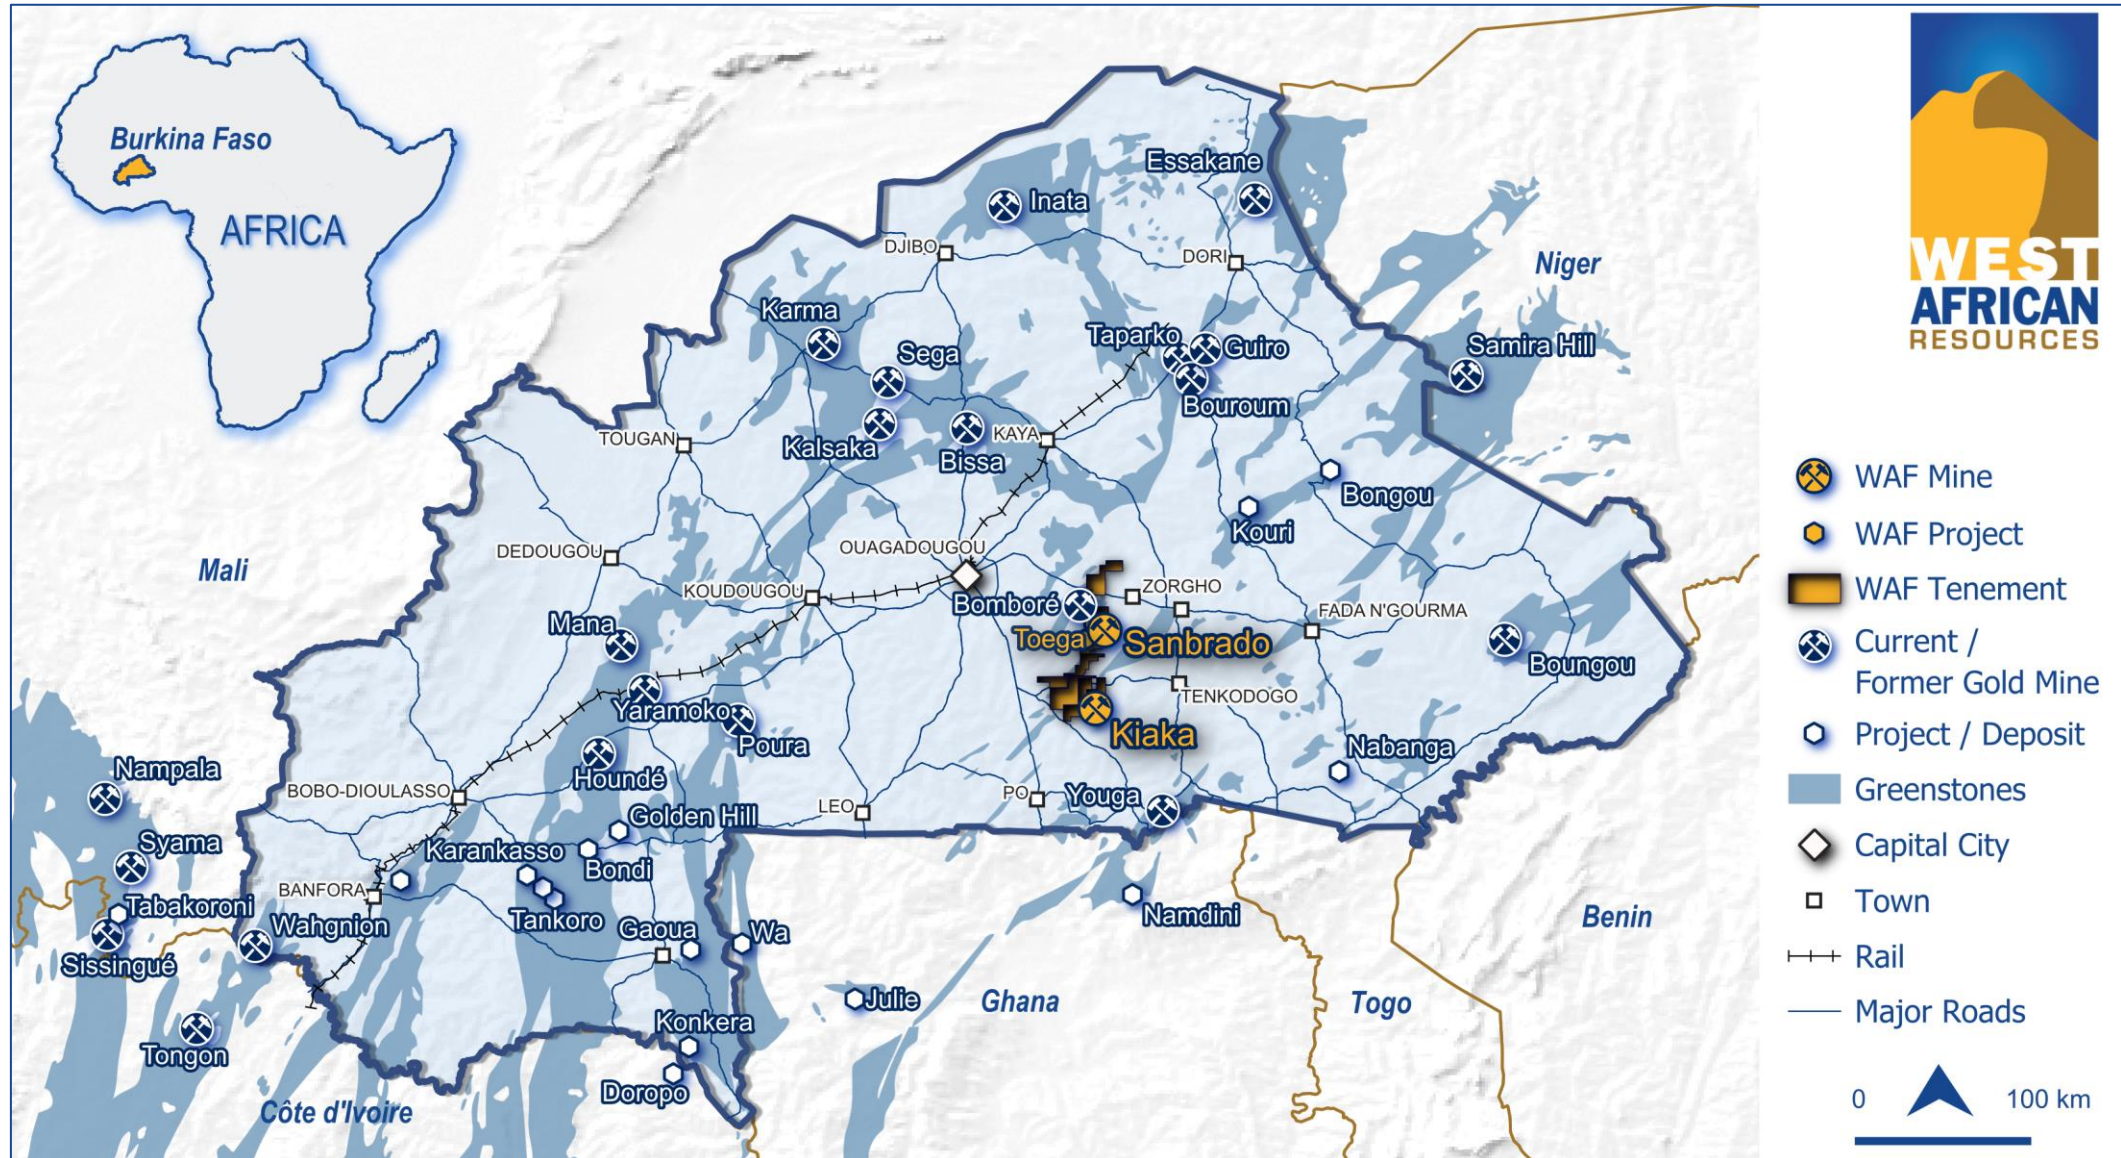 Burkina Faso
AFRICA
Essakane
Inata
DJIBO
DORI
Niger
Karma
Sega
Taparko
Guiro
Samira Hill
Bouroum
TOUGAN
Kalsaka
Bissa
KAYA
Bongou
Kouri
Mali
DEDOUGOU
OUAGADOUGOU
KOUDOUGOU
Bomboré
ZORGHO
FADA N'GOURMA
Mana
Toega
Sanbrado
Boungou
TENKODOGO
Yaramoko
Poura
Kiaka
Nabanga
Nampala
Houndé
BOBO-DIOULASSO
LEO
PO
Youga
Golden Hill
Syama
Karankasso
Bondi
BANFORA
Tabakoroni
Wahgnion
Tankoro
Gaoua
Wa
Namdini
Benin
Sissingué
Julie
Ghana
Togo
Konkera
Tongon
Doropo
Côte d'Ivoire
WEST
AFRICAN
RESOURCES
WAF Mine
WAF Project
WAF Tenement
Current /
Former Gold Mine
Project / Deposit
Greenstones
Capital City
Town
Rail
Major Roads
0 100 km